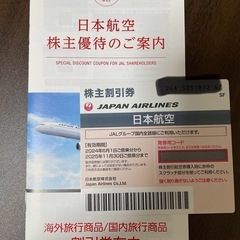 日本航空
株主優待のご案内
SPECIAL DISCOUNT COUPON FOR JAL SHAREHOLDERS
株主割引券
SF
JAPAN AIRLINES
日本航空
JALグループ国内全路線にご利用いただけます。
[有効期間]
2024年6月1日ご搭乗分から
2025年11月30日ご搭乗分まで
日本航空株式会社
Japan Airlines Co.,Ltd.
海外旅行商品/国内旅行商品